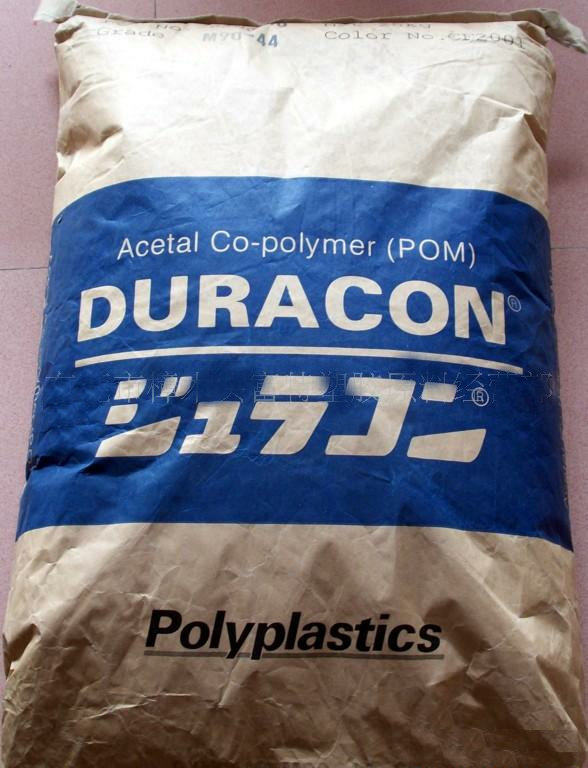 Grade M90-44 Color No. CF2001
Acetal Co-polymer (POM)
DURACON®
ジュラコン®
Polyplastics